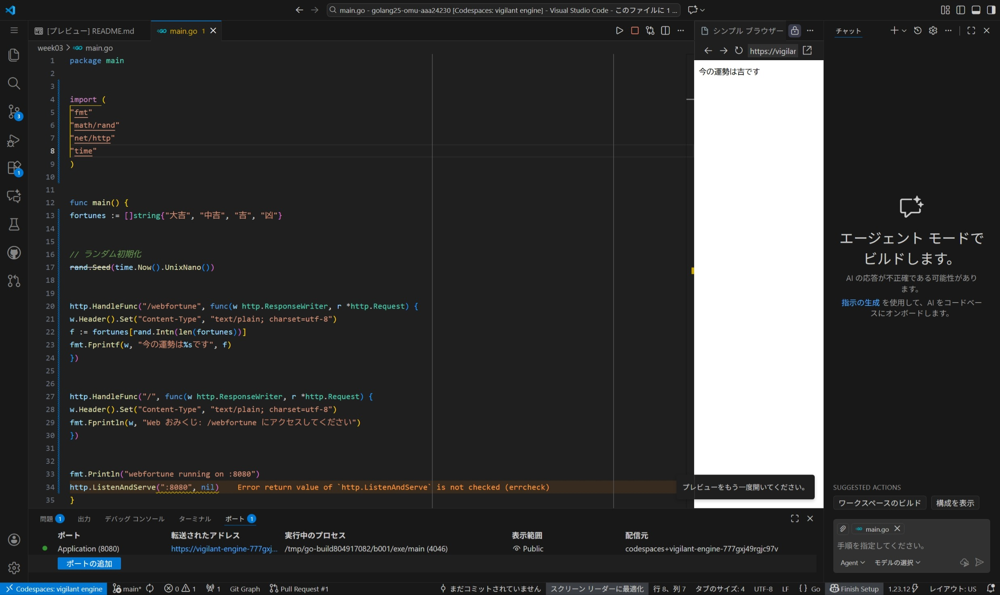 main.go - golang25-omu-aaa24230 [Codespaces: vigilant engine] - Visual Studio Code - このファイルに 1 ...
[プレビュー] README.md
main.go 1
シンプル ブラウザー
チャット
week03 > main.go
https://vigilar
1 package main
2
3
4 import (
5 "fmt"
6 "math/rand"
7 "net/http"
8 "time"
9 )
10
11
12 func main() {
13 fortunes := []string{"大吉", "中吉", "吉", "凶"}
14
15
16 // ランダム初期化
17 rand.Seed(time.Now().UnixNano())
18
19
20 http.HandleFunc("/webfortune", func(w http.ResponseWriter, r *http.Request) {
21 w.Header().Set("Content-Type", "text/plain; charset=utf-8")
22 f := fortunes[rand.Intn(len(fortunes))]
23 fmt.Fprintf(w, "今の運勢は%sです", f)
24 })
25
26
27 http.HandleFunc("/", func(w http.ResponseWriter, r *http.Request) {
28 w.Header().Set("Content-Type", "text/plain; charset=utf-8")
29 fmt.Fprintln(w, "Web おみくじ: /webfortune にアクセスしてください")
30 })
31
32
33 fmt.Println("webfortune running on :8080")
34 http.ListenAndServe(":8080", nil) Error return value of `http.ListenAndServe` is not checked (errcheck)
35 }
今の運勢は吉です
プレビューをもう一度開いてください。
エージェント モードで
ビルドします。
AI の応答が不正確である可能性があり
ます。
指示の生成 を使用して、AI をコードベー
スにオンボードします。
SUGGESTED ACTIONS
ワークスペースのビルド
構成を表示
main.go
手順を指定してください。
Agent
モデルの選択
3
1
問題 1 出力 デバッグ コンソール ターミナル ポート 1
ポート 転送されたアドレス 実行中のプロセス 表示範囲 配信元
Application (8080) https://vigilant-engine-777gxj... /tmp/go-build804917082/b001/exe/main (4046) Public codespaces+vigilant-engine-777gxj49rgjc97v
ポートの追加
Codespaces: vigilant engine main* 0 1 1 Git Graph Pull Request #1 まだコミットされていません スクリーン リーダーに最適化 行 8、列 7 タブのサイズ: 4 UTF-8 LF {} Go Finish Setup 1.23.12 レイアウト: US